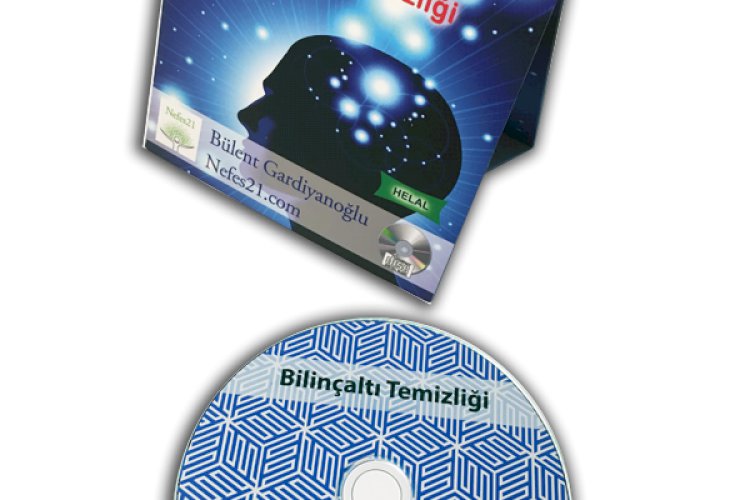 Nefes21
Bülent Gardiyanoğlu
Nefes21.com
HELAL
Bilinçaltı Temizliği